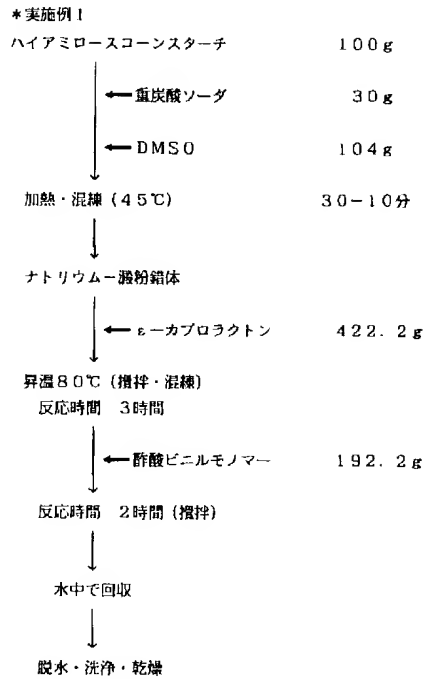 *実施例1
ハイアミロースコーンスターチ 100g
重炭酸ソーダ 30g
DMSO 104g
加熱・混練(45℃) 30-10分
ナトリウムー澱粉錯体
ε-カプロラクトン 422.2g
昇温80℃(攪拌・混練)
反応時間 3時間
酢酸ビニルモノマー 192.2g
反応時間 2時間(攪拌)
水中で回収
脱水・洗浄・乾燥